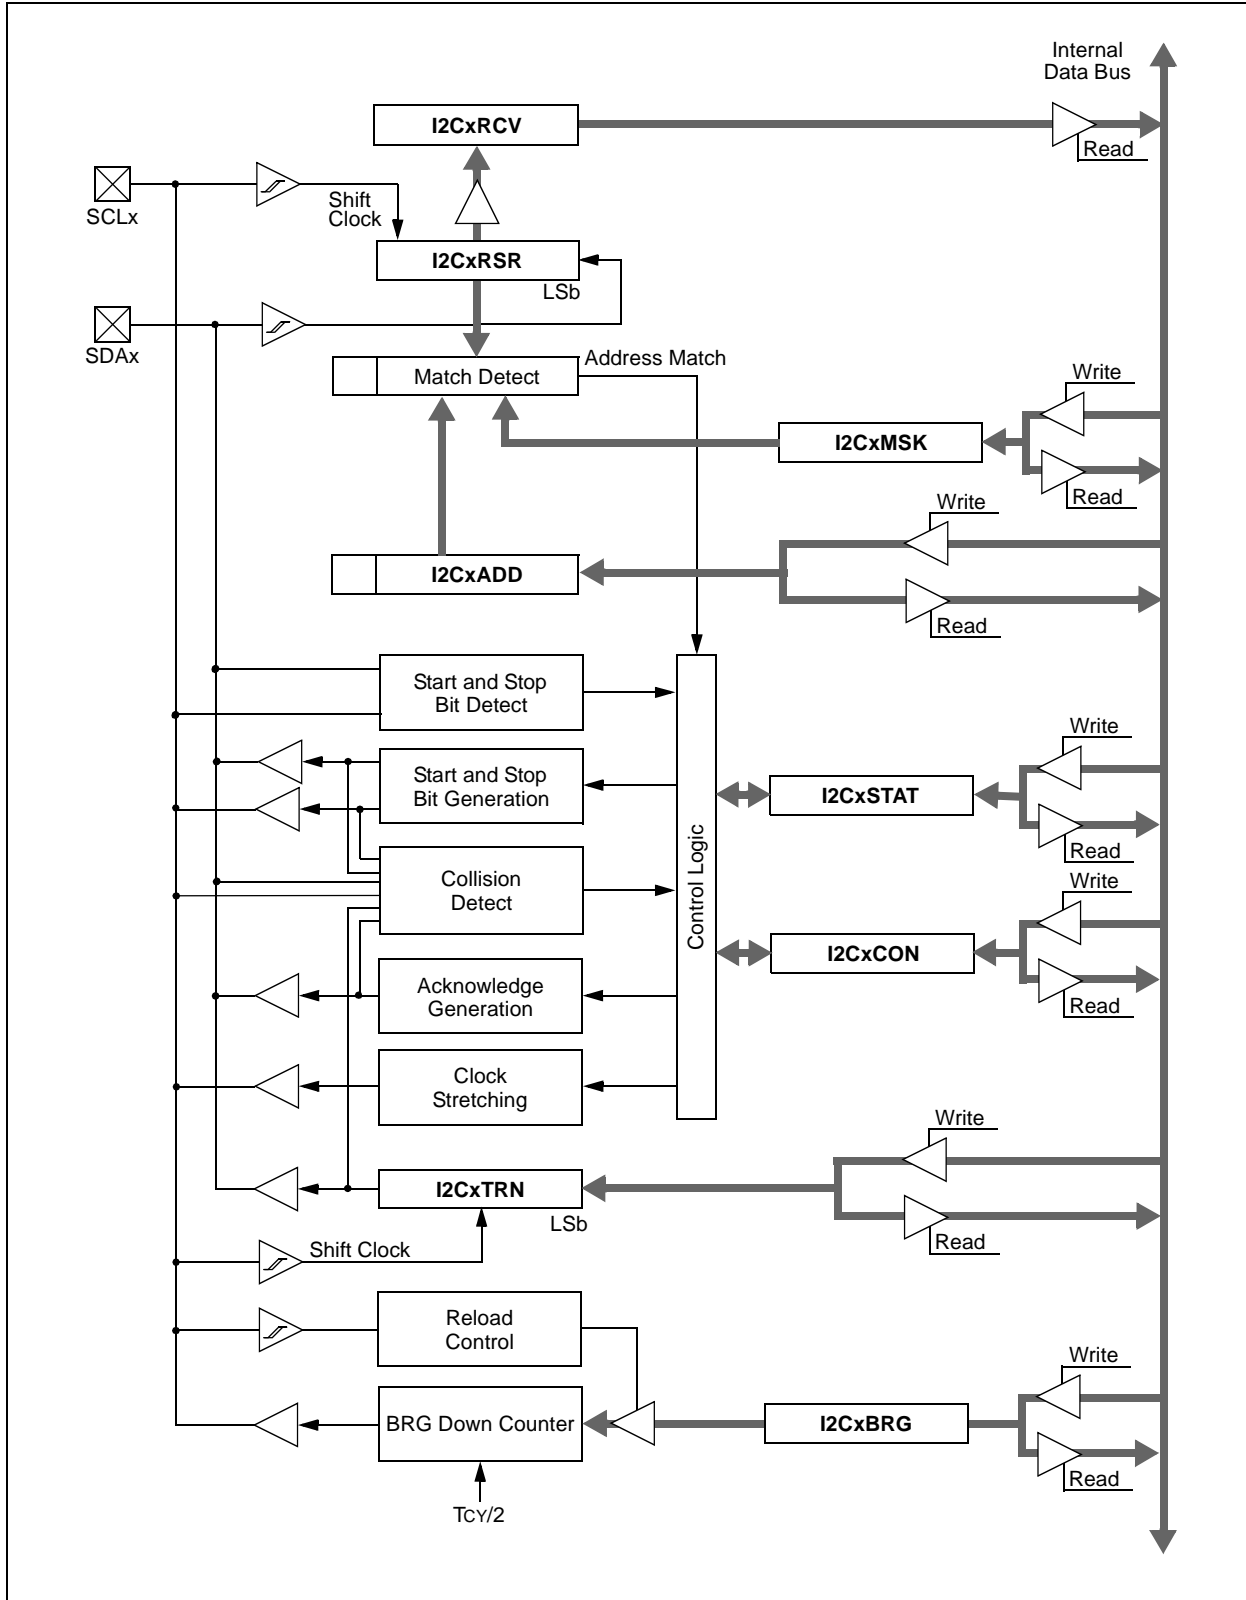 Internal
Data Bus
I2CxRCV
Read
SCLx
Shift
Clock
I2CxRSR
LSb
SDAx
Address Match
Match Detect
Write
I2CxMSK
Read
Write
I2CxADD
Read
Start and Stop
Bit Detect
Write
Start and Stop
Bit Generation
I2CxSTAT
Read
Control Logic
Collision
Detect
Write
I2CxCON
Read
Acknowledge
Generation
Clock
Stretching
Write
I2CxTRN
LSb
Read
Shift Clock
Reload
Control
Write
BRG Down Counter
I2CxBRG
Read
TCY/2